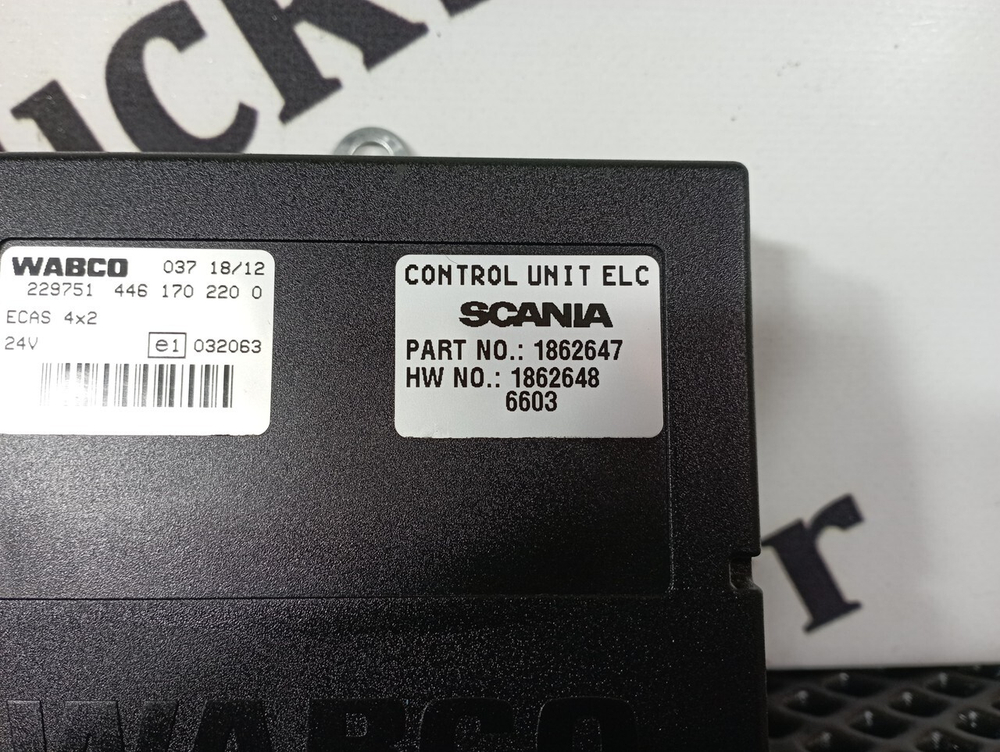 WABCO 037 18/12
229751 446 170 220 0
ECAS 4x2
24V e1 032063
CONTROL UNIT ELC
SCANIA
PART NO.: 1862647
HW NO.: 1862648
6603
WABCO